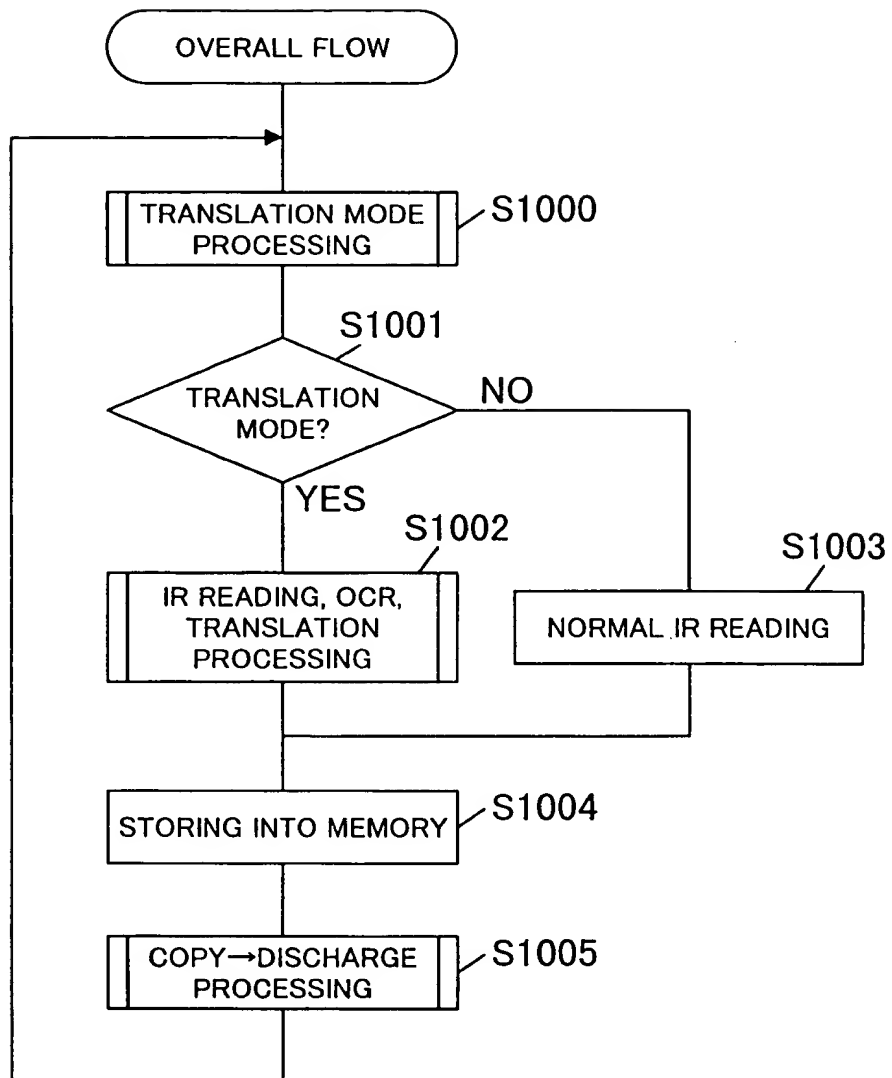 OVERALL FLOW
TRANSLATION MODE
PROCESSING
S1000
S1001
TRANSLATION
MODE?
NO
YES
S1002
IR READING, OCR,
TRANSLATION
PROCESSING
S1003
NORMAL IR READING
STORING INTO MEMORY
S1004
COPY→DISCHARGE
PROCESSING
S1005